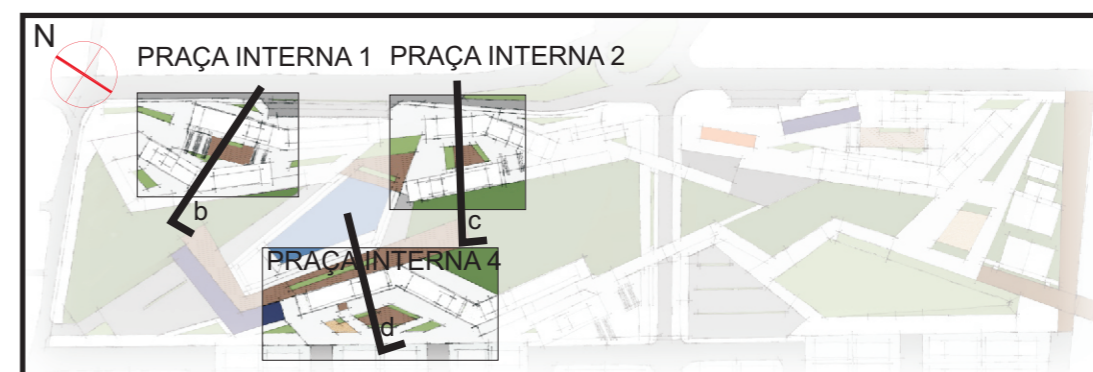 N
PRAÇA INTERNA 1
PRAÇA INTERNA 2
b
c
PRAÇA INTERNA 4
d